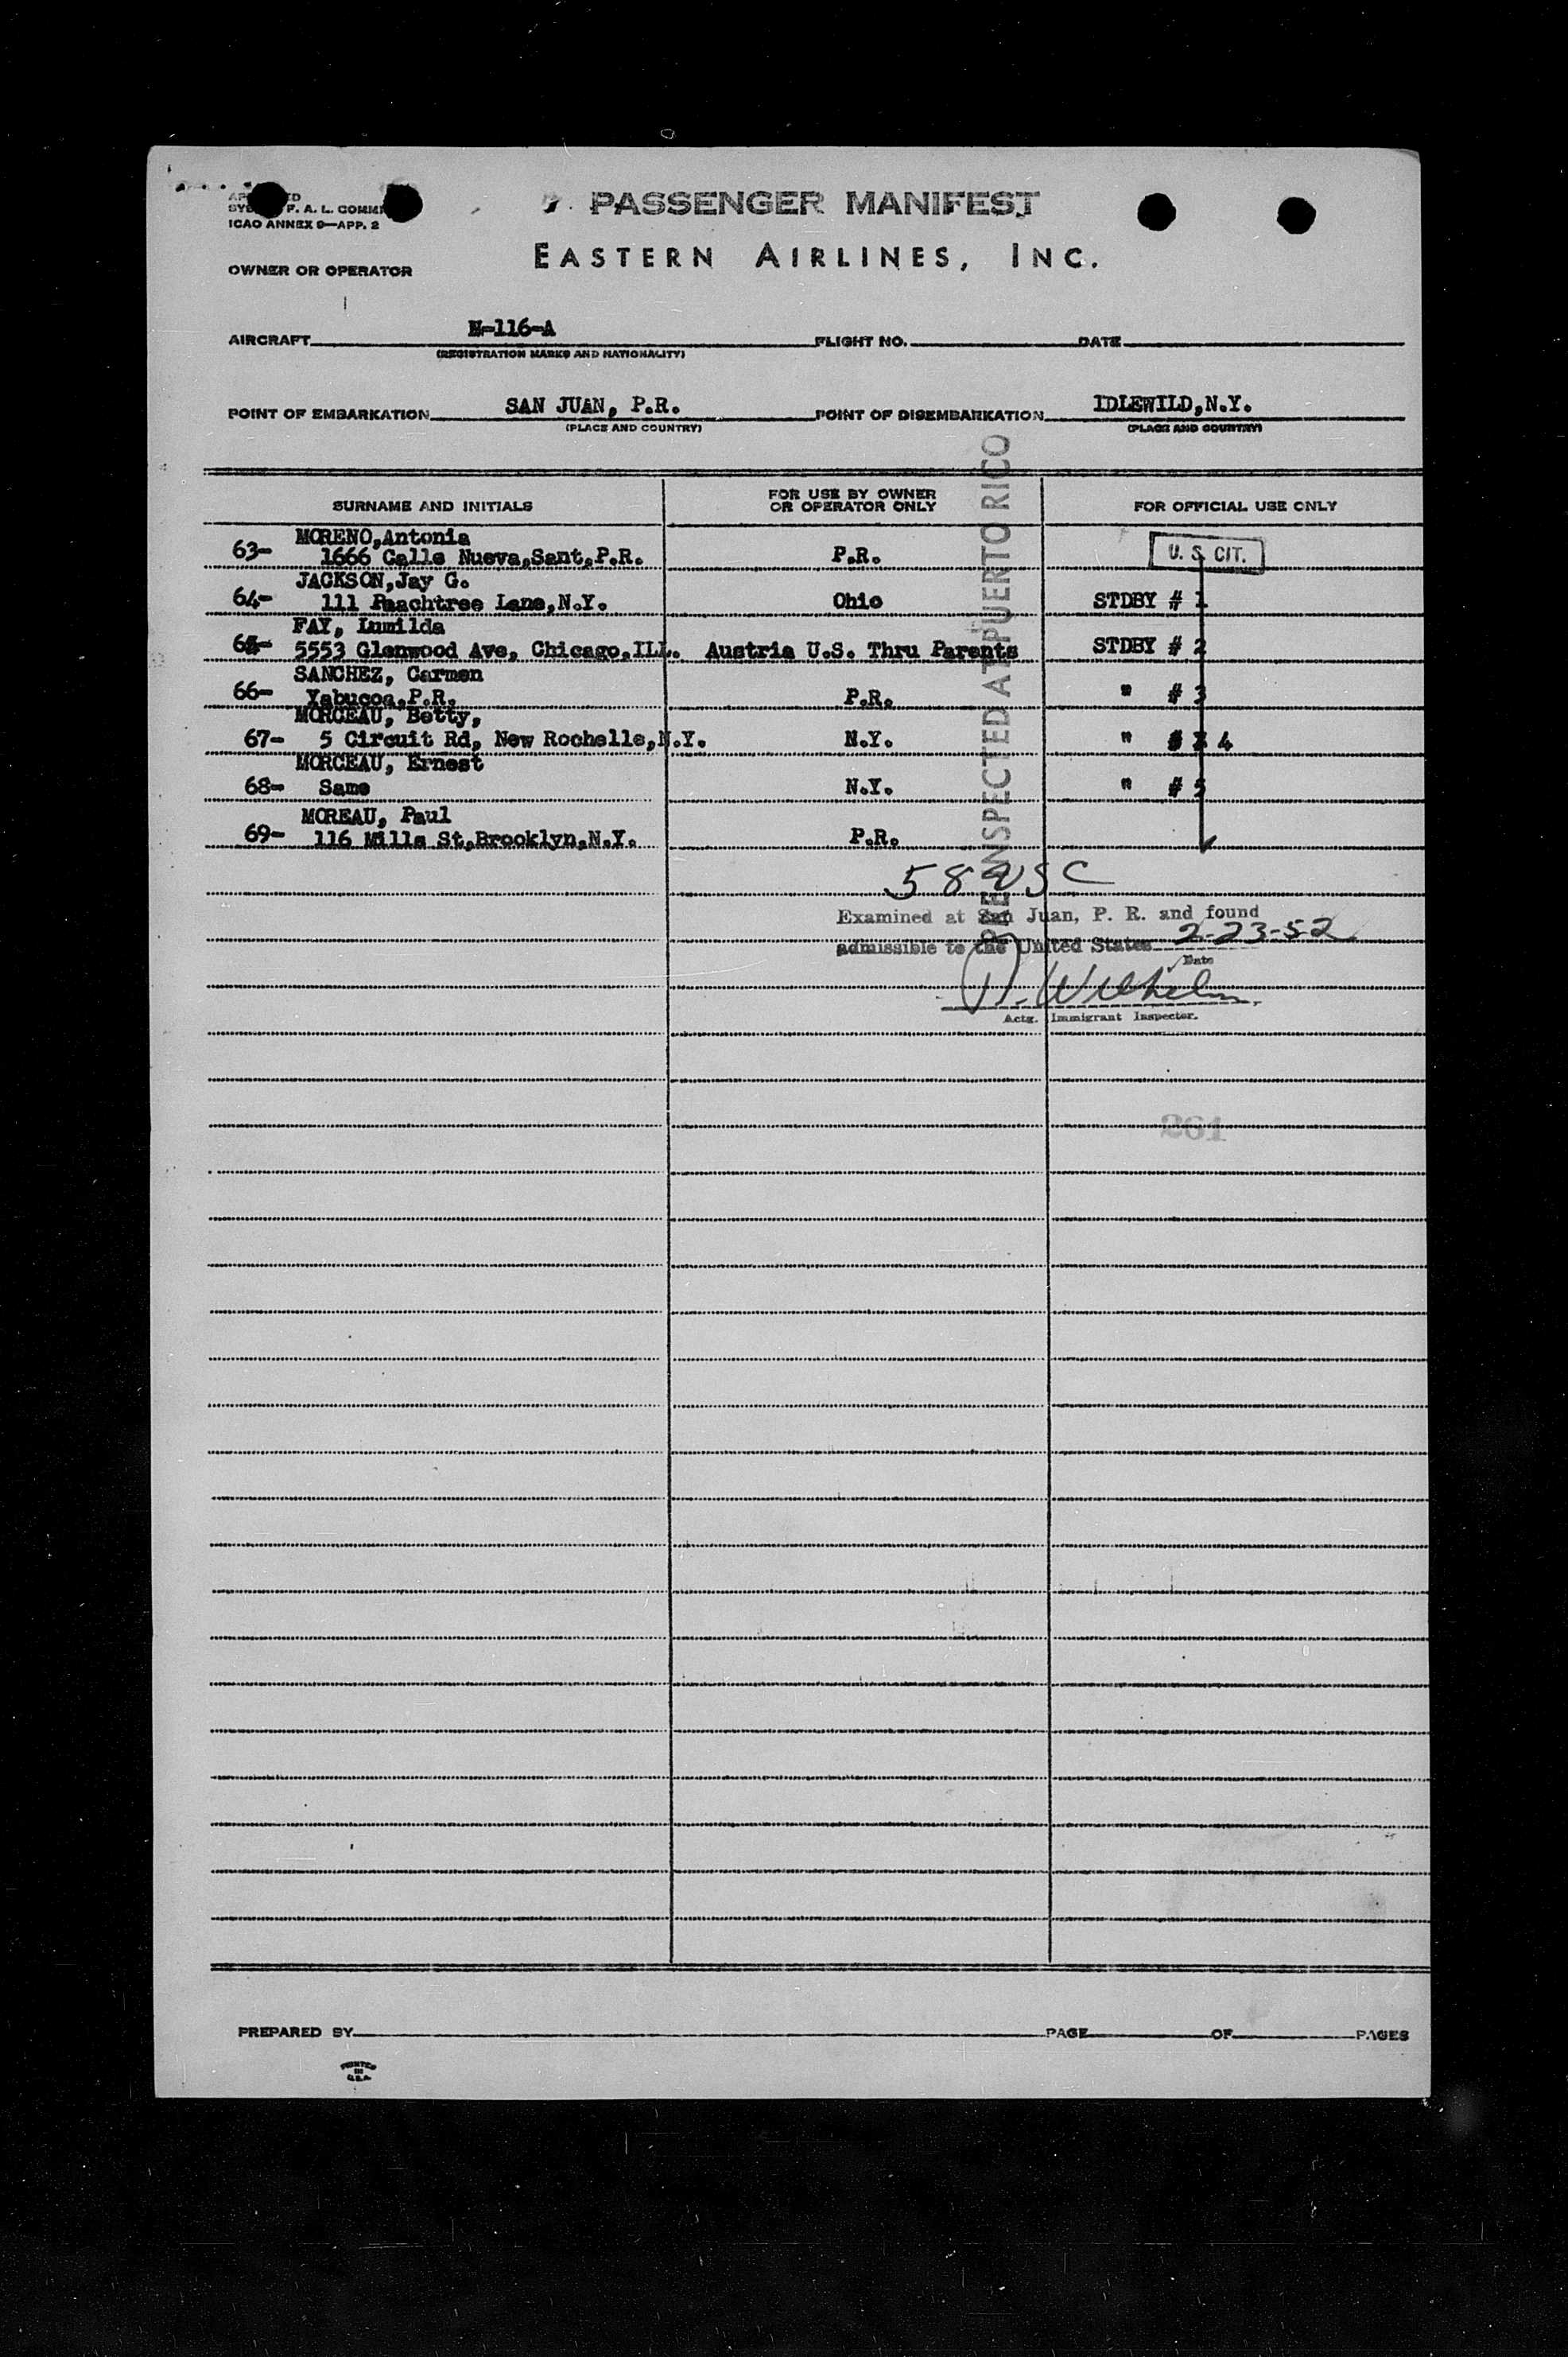 PASSENGER MANIFEST
P. A. L. COMM
ICAO ANNEX 9—APP. 2
EASTERN AIRLINES, INC.
OWNER OR OPERATOR
AIRCRAFT N-116-A FLIGHT NO. DATE
(REGISTRATION MARKS AND NATIONALITY)
POINT OF EMBARKATION SAN JUAN, P.R. POINT OF DISEMBARKATION IDLEWILD,N.Y.
(PLACE AND COUNTRY) (PLACE AND COUNTRY)
SURNAME AND INITIALS FOR USE BY OWNER OR OPERATOR ONLY FOR OFFICIAL USE ONLY
MORENO,Antonia
63- 1666 Calle Nueva,Sant,P.R. P.R. U. S. CIT.
JACKSON,Jay G.
64- 111 Peachtree Lane,N.Y. Ohio STDBY # 1
FAY, Lumilda
65- 5553 Glenwood Ave, Chicago,ILL. Austria U.S. Thru Parents STDBY # 2
SANCHEZ, Carmen
66- Yabucoa,P.R. P.R. " # 3
MORCEAU, Betty,
67- 5 Circuit Rd, New Rochelle,N.Y. N.Y. " # 4
MORCEAU, Ernest
68- Same N.Y. " # 5
MOREAU, Paul
69- 116 Mills St,Brooklyn,N.Y. P.R.
PRE-INSPECTED AT PUERTO RICO
58 USC
Examined at San Juan, P. R. and found
admissible to the United States 2-23-52
Date
Wilhelm
Actg. Immigrant Inspector.
261
PREPARED BY PAGE OF PAGES
PRINTED
IN
U.S.A.